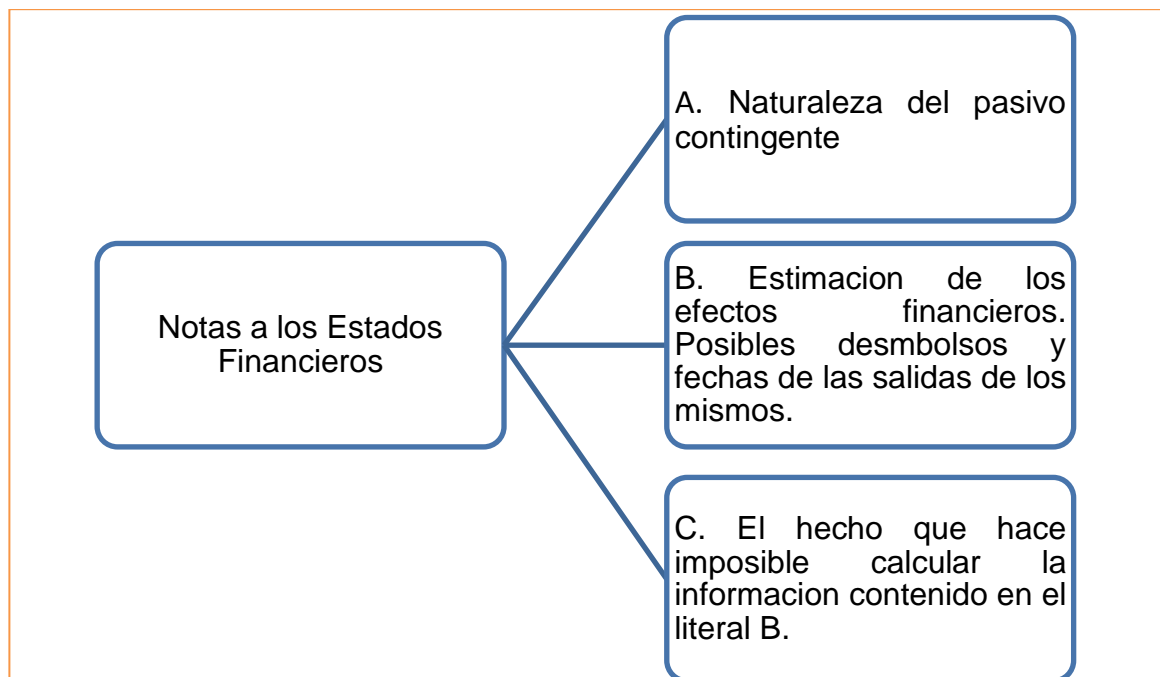 A. Naturaleza del pasivo
contingente
Notas a los Estados
Financieros
B. Estimacion de los
efectos financieros.
Posibles desmbolsos y
fechas de las salidas de los
mismos.
C. El hecho que hace
imposible calcular la
informacion contenido en el
literal B.